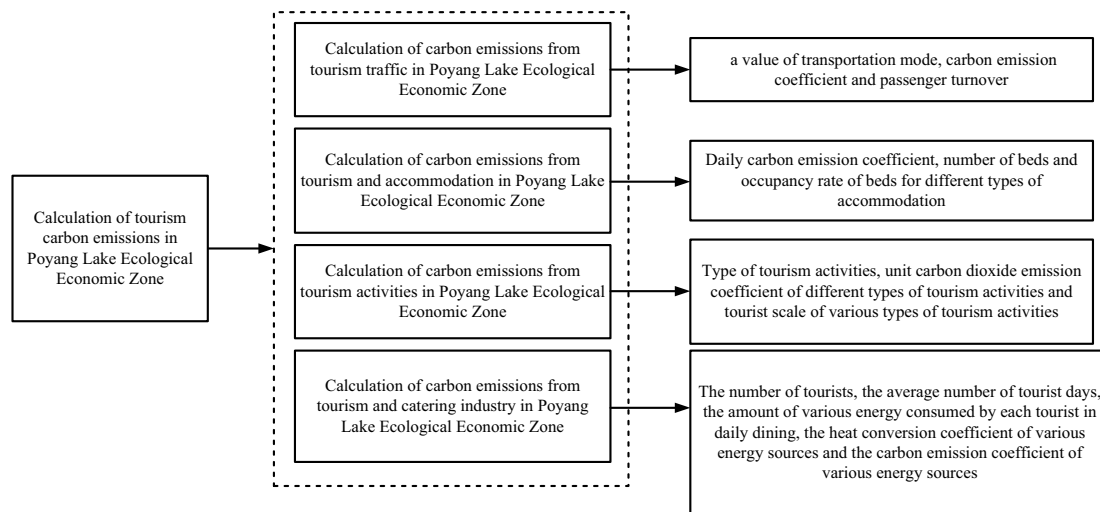 Calculation of tourism
carbon emissions in
Poyang Lake Ecological
Economic Zone
Calculation of carbon emissions from
tourism traffic in Poyang Lake Ecological
Economic Zone
a value of transportation mode, carbon emission
coefficient and passenger turnover
Calculation of carbon emissions from
tourism and accommodation in Poyang Lake
Ecological Economic Zone
Daily carbon emission coefficient, number of beds and
occupancy rate of beds for different types of
accommodation
Calculation of carbon emissions from
tourism activities in Poyang Lake Ecological
Economic Zone
Type of tourism activities, unit carbon dioxide emission
coefficient of different types of tourism activities and
tourist scale of various types of tourism activities
Calculation of carbon emissions from
tourism and catering industry in Poyang
Lake Ecological Economic Zone
The number of tourists, the average number of tourist days,
the amount of various energy consumed by each tourist in
daily dining, the heat conversion coefficient of various
energy sources and the carbon emission coefficient of
various energy sources